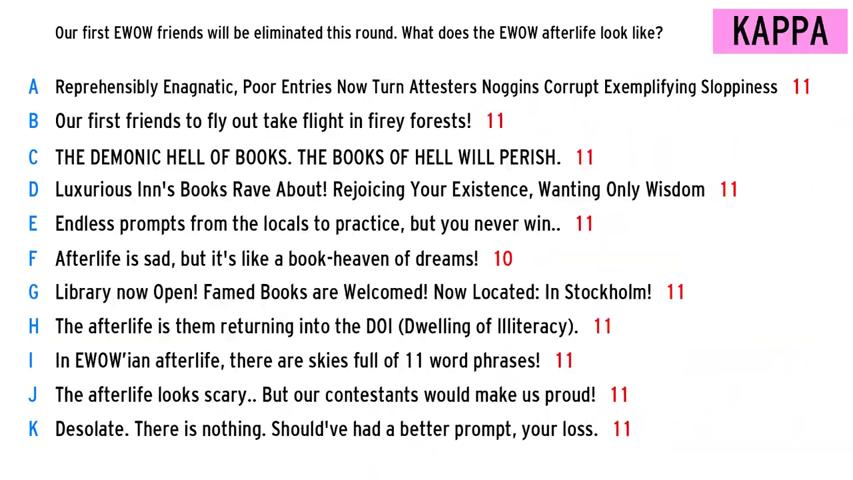 Our first EWOW friends will be eliminated this round. What does the EWOW afterlife look like?
KAPPA
A Reprehensibly Enagnatic, Poor Entries Now Turn Attesters Noggins Corrupt Exemplifying Sloppiness 11
B Our first friends to fly out take flight in firey forests! 11
C THE DEMONIC HELL OF BOOKS. THE BOOKS OF HELL WILL PERISH. 11
D Luxurious Inn's Books Rave About! Rejoicing Your Existence, Wanting Only Wisdom 11
E Endless prompts from the locals to practice, but you never win.. 11
F Afterlife is sad, but it's like a book-heaven of dreams! 10
G Library now Open! Famed Books are Welcomed! Now Located: In Stockholm! 11
H The afterlife is them returning into the DOI (Dwelling of Illiteracy). 11
I In EWOW'ian afterlife, there are skies full of 11 word phrases! 11
J The afterlife looks scary.. But our contestants would make us proud! 11
K Desolate. There is nothing. Should've had a better prompt, your loss. 11